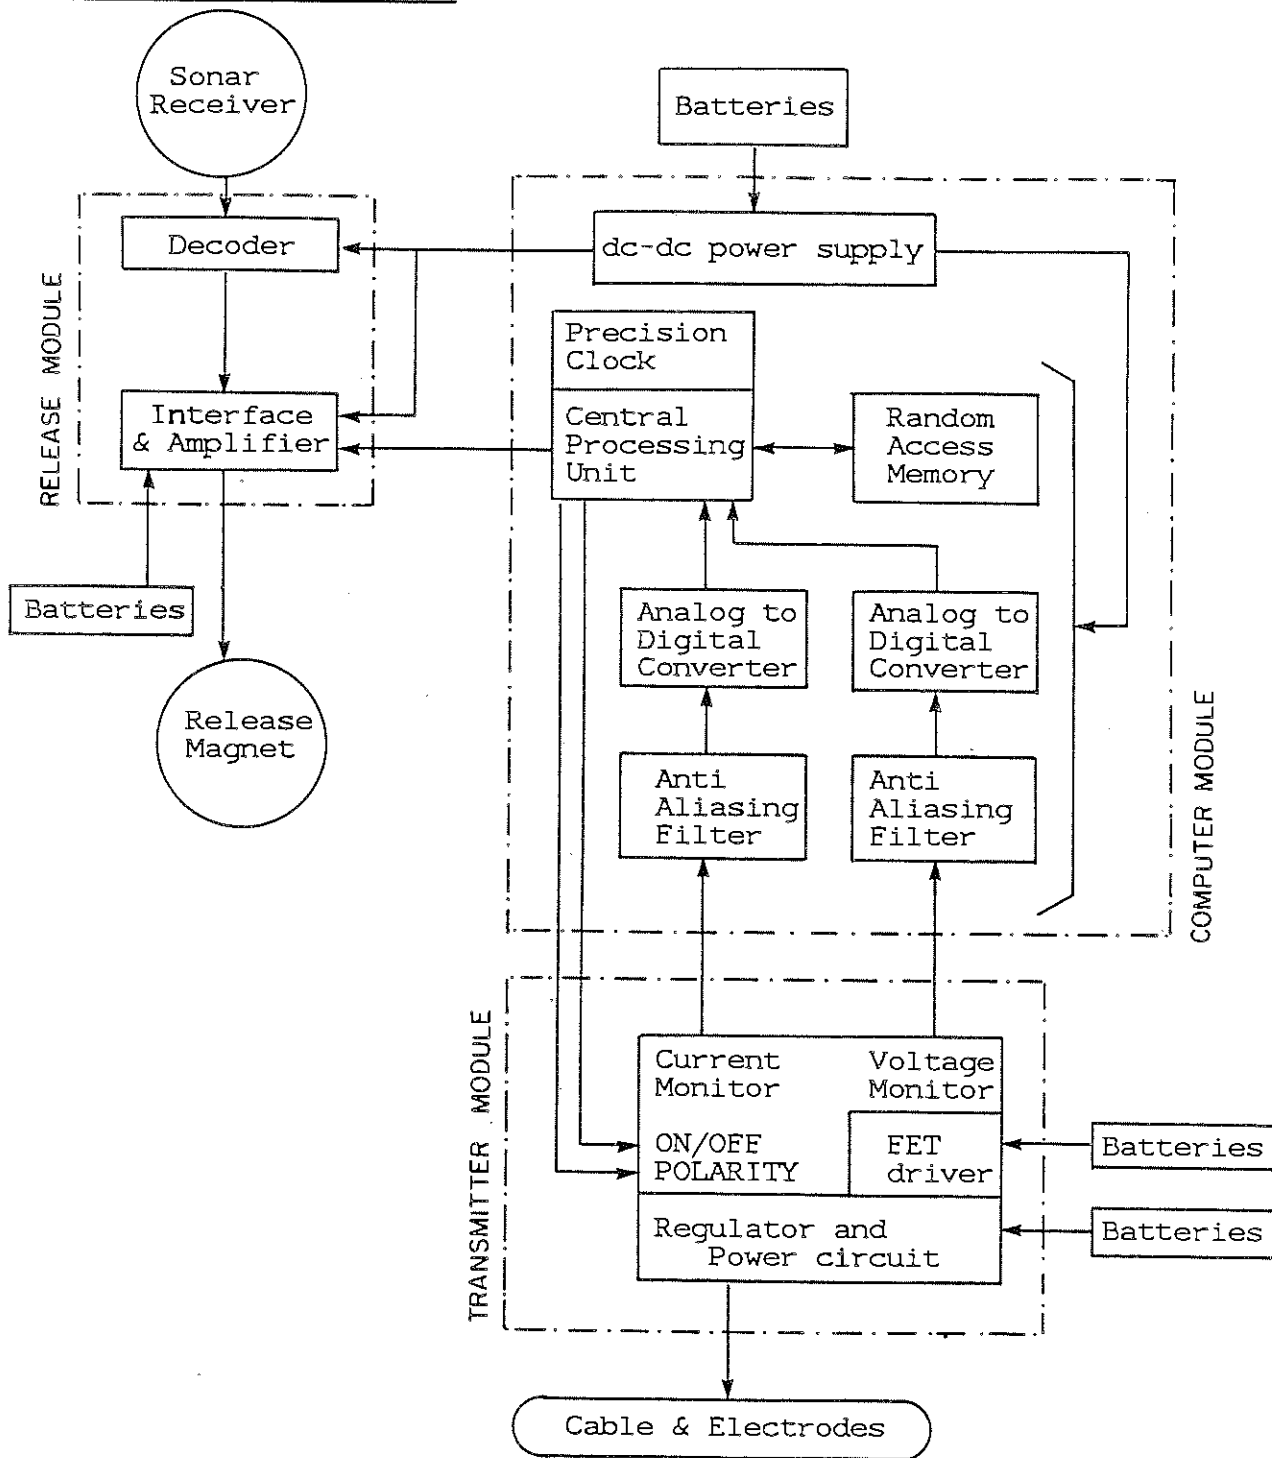 Sonar
Receiver
Batteries
Decoder
dc-dc power supply
RELEASE MODULE
Precision
Clock
Interface
& Amplifier
Central
Processing
Unit
Random
Access
Memory
Batteries
Analog to
Digital
Converter
Analog to
Digital
Converter
Release
Magnet
Anti
Aliasing
Filter
Anti
Aliasing
Filter
COMPUTER MODULE
TRANSMITTER MODULE
Current
Monitor
Voltage
Monitor
ON/OFF
POLARITY
FET
driver
Batteries
Regulator and
Power circuit
Batteries
Cable & Electrodes